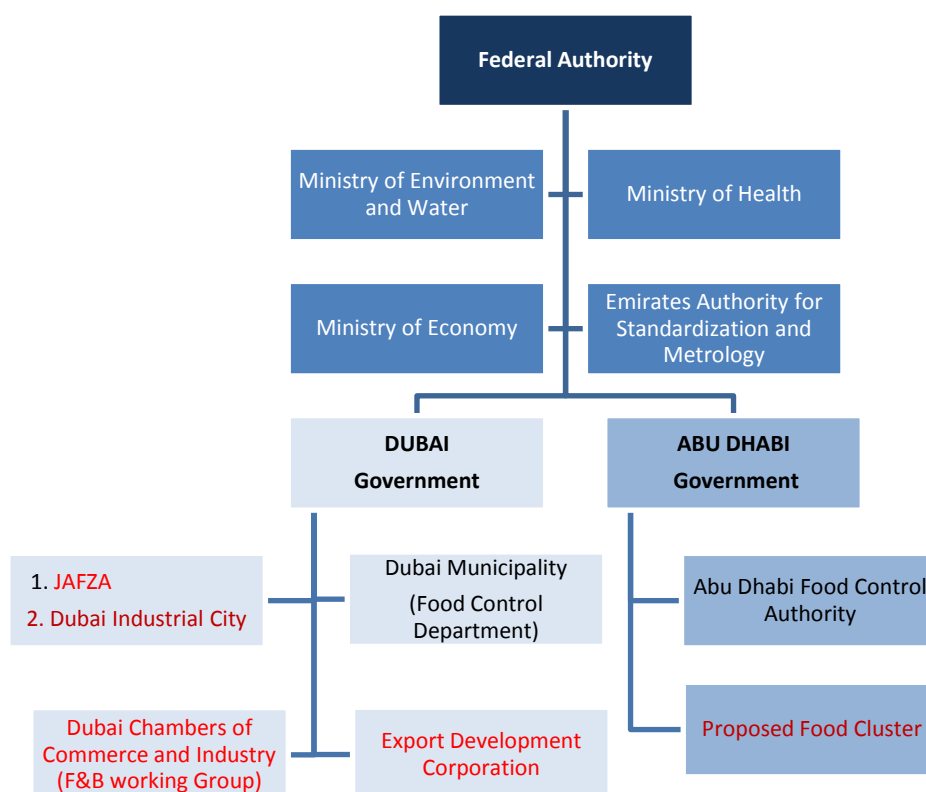 Federal Authority
Ministry of Environment
and Water
Ministry of Health
Ministry of Economy
Emirates Authority for
Standardization and
Metrology
DUBAI
Government
ABU DHABI
Government
1. JAFZA
2. Dubai Industrial City
Dubai Municipality
(Food Control
Department)
Abu Dhabi Food Control
Authority
Dubai Chambers of
Commerce and Industry
(F&B working Group)
Export Development
Corporation
Proposed Food Cluster